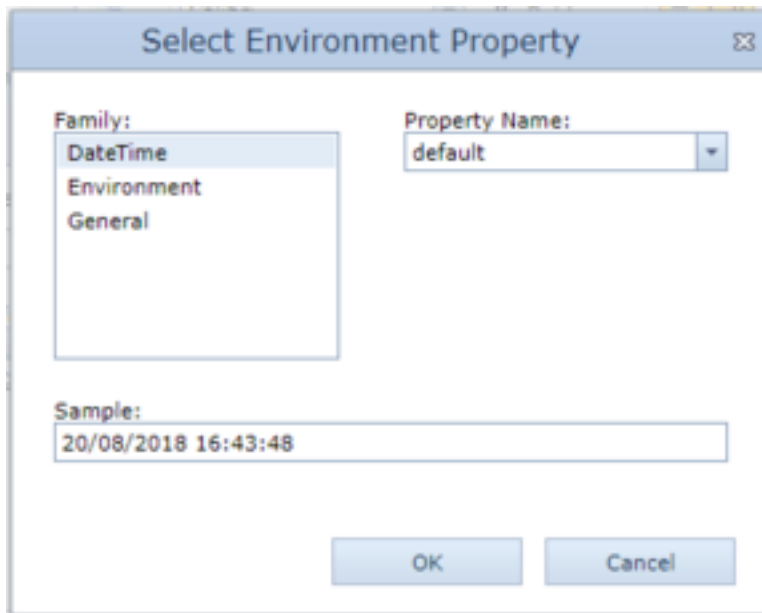 Select Environment Property
Family:
Property Name:
DateTime
default
Environment
General
Sample:
20/08/2018 16:43:48
OK
Cancel